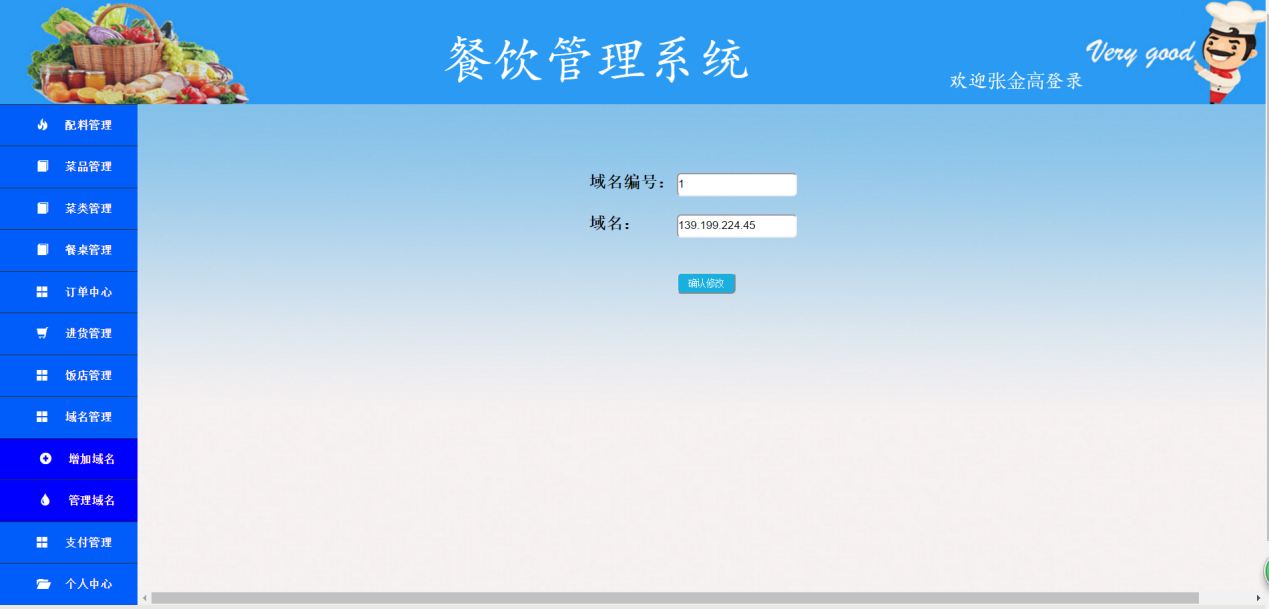 餐饮管理系统
Very good
欢迎张金高登录
配料管理
菜品管理
菜类管理
餐桌管理
订单中心
进货管理
饭店管理
域名管理
增加域名
管理域名
支付管理
个人中心
域名编号： 1
域名： 139.199.224.45
确认修改